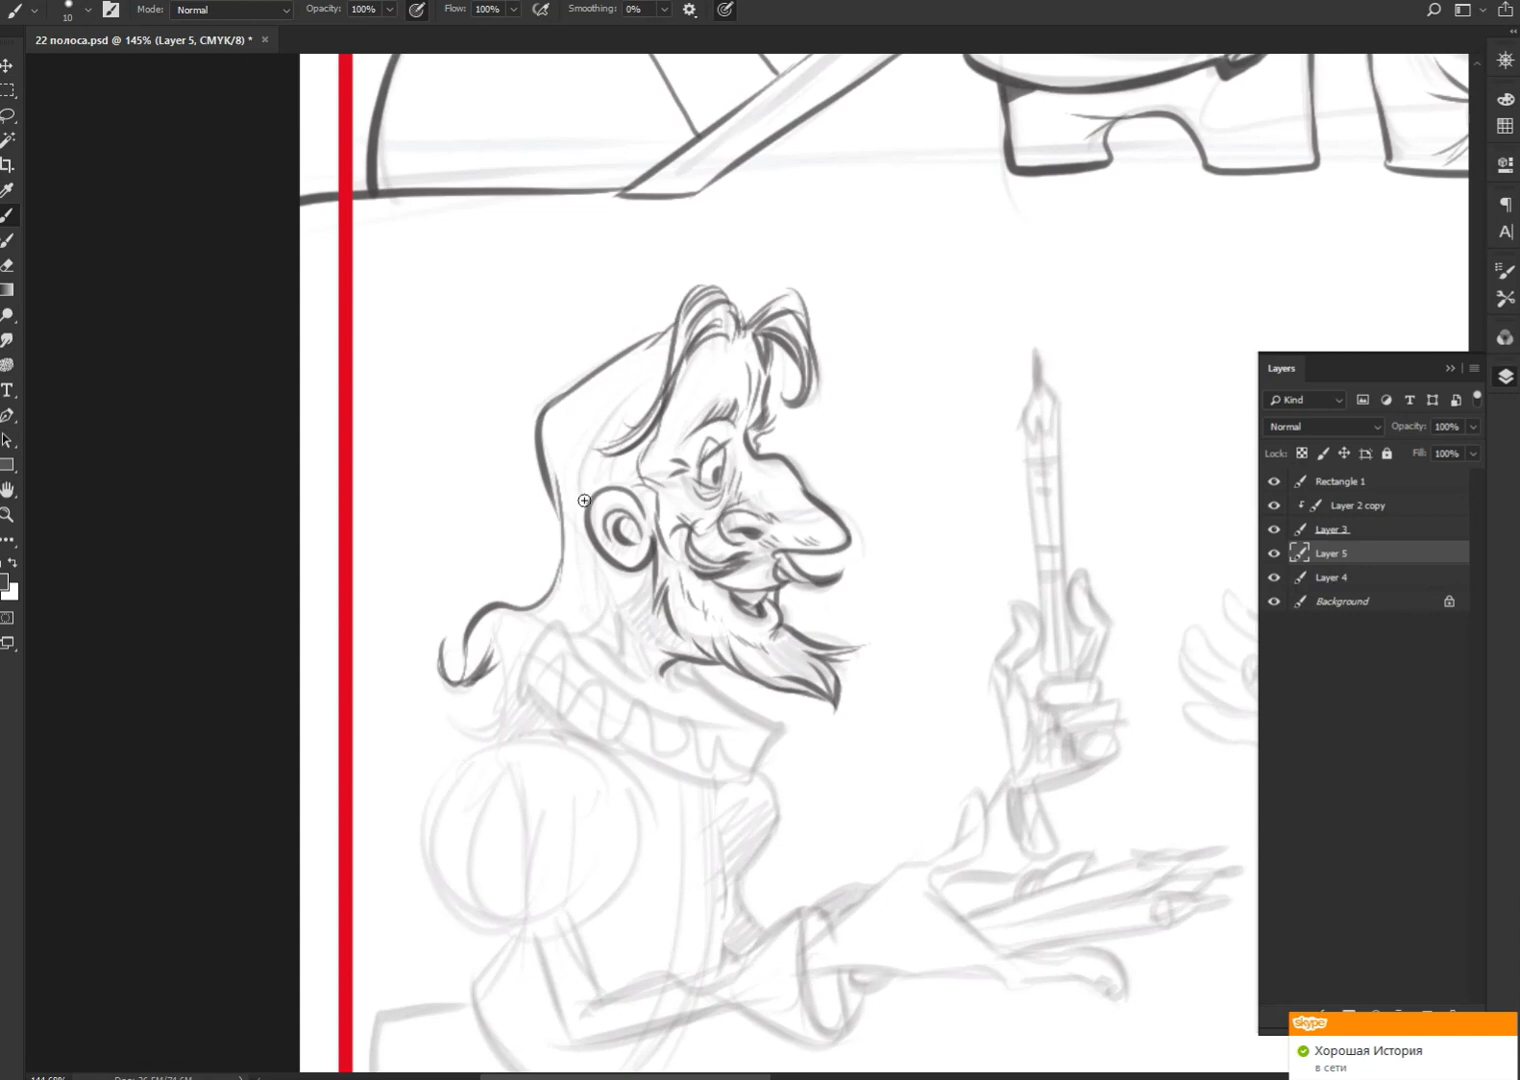 10
Mode: Normal
Opacity: 100%
Flow: 100%
Smoothing: 0%
22 полоса.psd @ 145% (Layer 5, CMYK/8) *
Layers
Kind
Normal
Opacity: 100%
Lock:
Fill: 100%
Rectangle 1
Layer 2 copy
Layer 3
Layer 5
Layer 4
Background
skype
Хорошая История
в сети